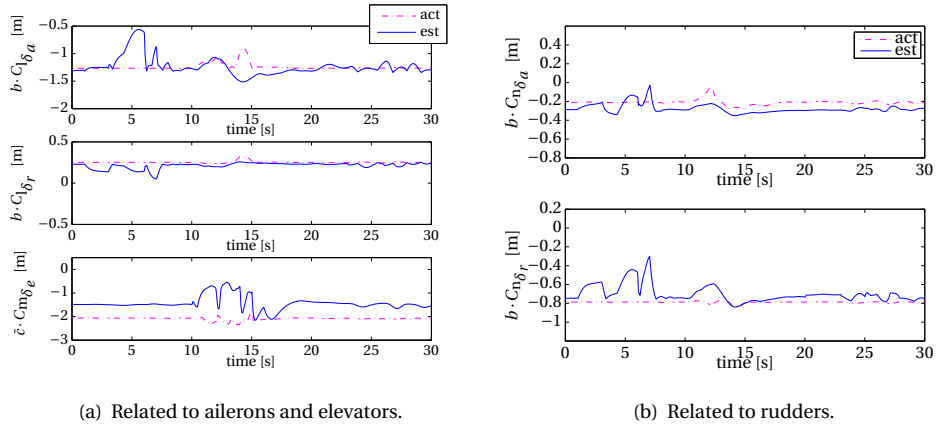 act
est
b·C_{l_{δ_a}} [m]
−0.5
−1
−1.5
−2
0 5 10 15 20 25 30
time [s]
b·C_{l_{δ_r}} [m]
0.5
0
−0.5
0 5 10 15 20 25 30
time [s]
c̄·C_{m_{δ_e}} [m]
0
−1
−2
−3
0 5 10 15 20 25 30
time [s]
(a) Related to ailerons and elevators.
act
est
b·C_{n_{δ_a}} [m]
0.4
0.2
0
−0.2
−0.4
−0.6
−0.8
0 5 10 15 20 25 30
time [s]
b·C_{n_{δ_r}} [m]
0.2
0
−0.2
−0.4
−0.6
−0.8
−1
0 5 10 15 20 25 30
time [s]
(b) Related to rudders.